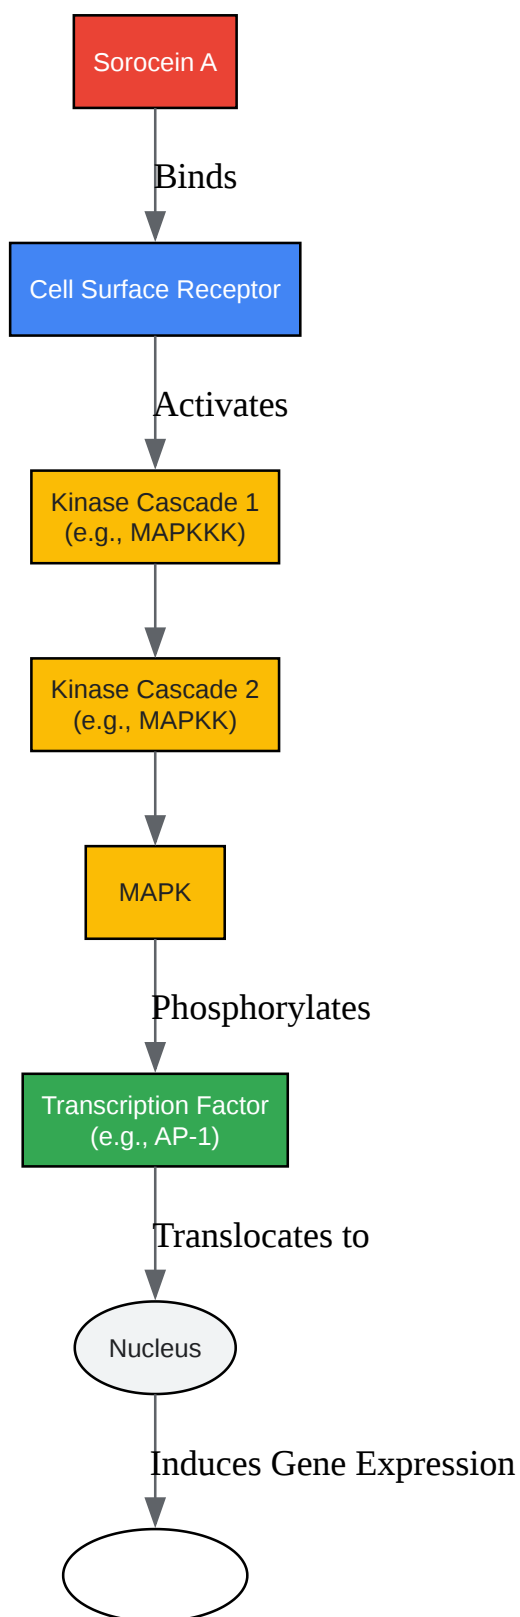 Sorocein A
Binds
Cell Surface Receptor
Activates
Kinase Cascade 1
(e.g., MAPKKK)
Kinase Cascade 2
(e.g., MAPKK)
MAPK
Phosphorylates
Transcription Factor
(e.g., AP-1)
Translocates to
Nucleus
Induces Gene Expression